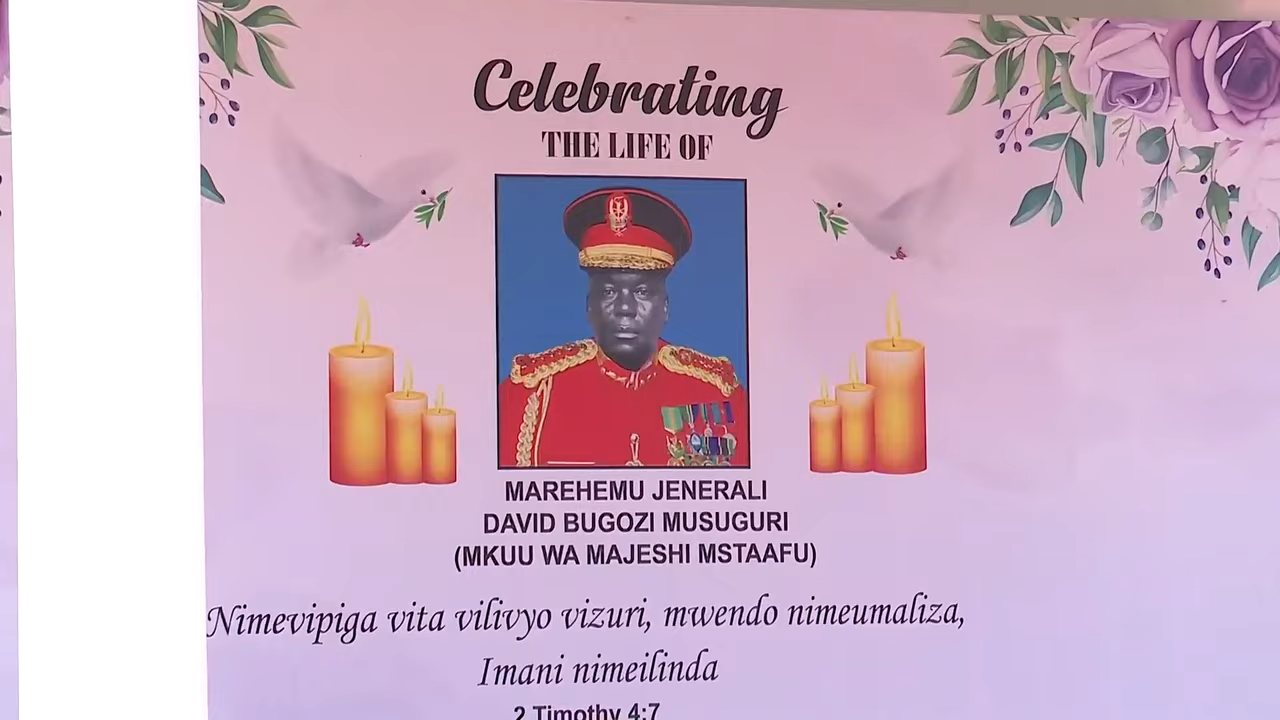 Celebrating
THE LIFE OF
MAREHEMU JENERALI
DAVID BUGOZI MUSUGURI
(MKUU WA MAJESHI MSTAAFU)
Nimevipiga vita vilivyo vizuri, mwendo nimeumaliza,
Imani nimeilinda
2 Timothy 4:7